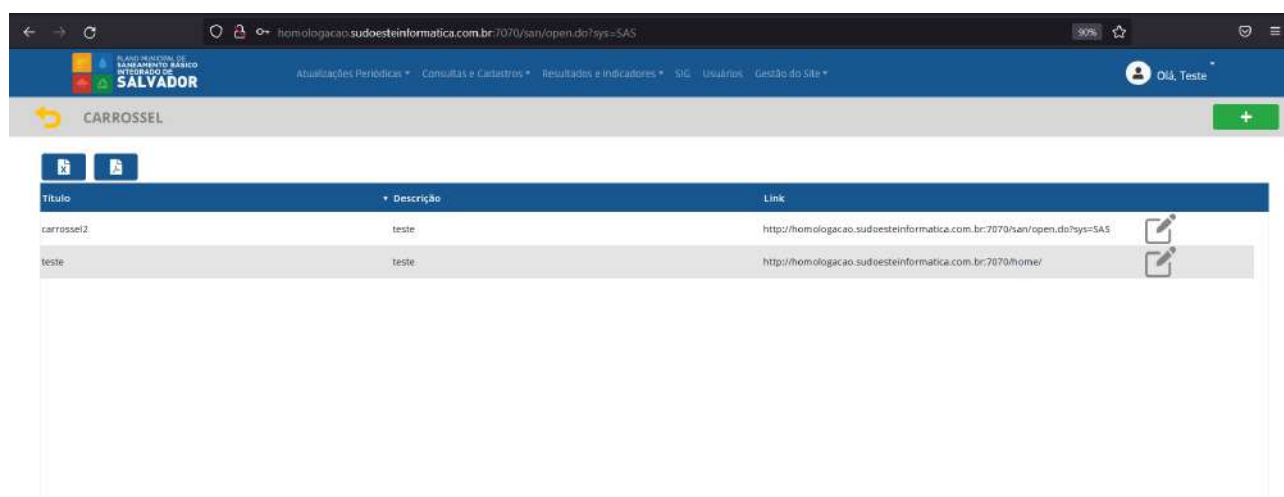 homologacao.sudoesteinformatica.com.br:7070/san/open.do?sys=SAS 90%
PLANO MUNICIPAL DE
SANEAMENTO BÁSICO
INTEGRADO DE
SALVADOR
Atualizações Periódicas Consultas e Cadastros Resultados e Indicadores SIG Usuários Gestão do Site Olá, Teste
CARROSSEL +
Título Descrição Link
carrossel2 teste http://homologacao.sudoesteinformatica.com.br:7070/san/open.do?sys=SAS
teste teste http://homologacao.sudoesteinformatica.com.br:7070/home/